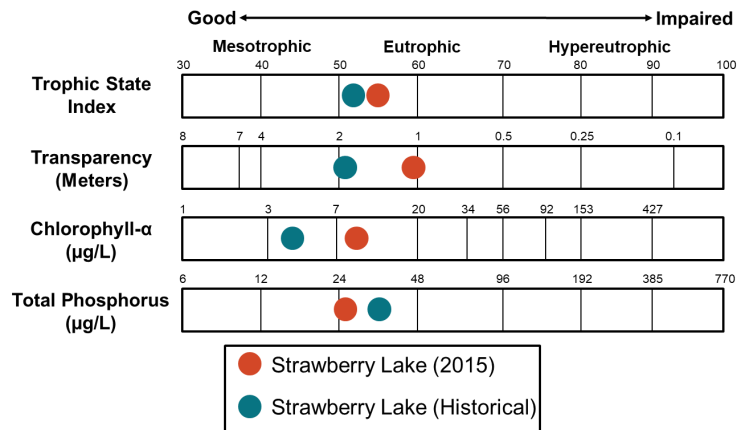 Good Impaired
Mesotrophic Eutrophic Hypereutrophic
30 40 50 60 70 80 90 100
Trophic State
Index
8 7 4 2 1 0.5 0.25 0.1
Transparency
(Meters)
1 3 7 20 34 56 92 153 427
Chlorophyll-α
(µg/L)
6 12 24 48 96 192 385 770
Total Phosphorus
(µg/L)
Strawberry Lake (2015)
Strawberry Lake (Historical)